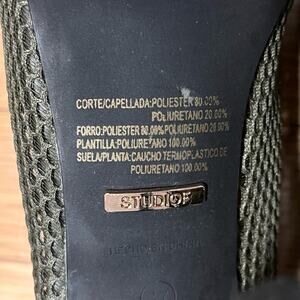 CORTE/CAPELLADA:POLIESTER 80.00%
POLIURETANO 20.00%
FORRO:POLIESTER 80.00%POLIURETANO 20.00%
PLANTILLA:POLIURETANO 100.00%
SUELA/PLANTA:CAUCHO TERMOPLASTICO DE
POLIURETANO 100.00%
STUDIOF